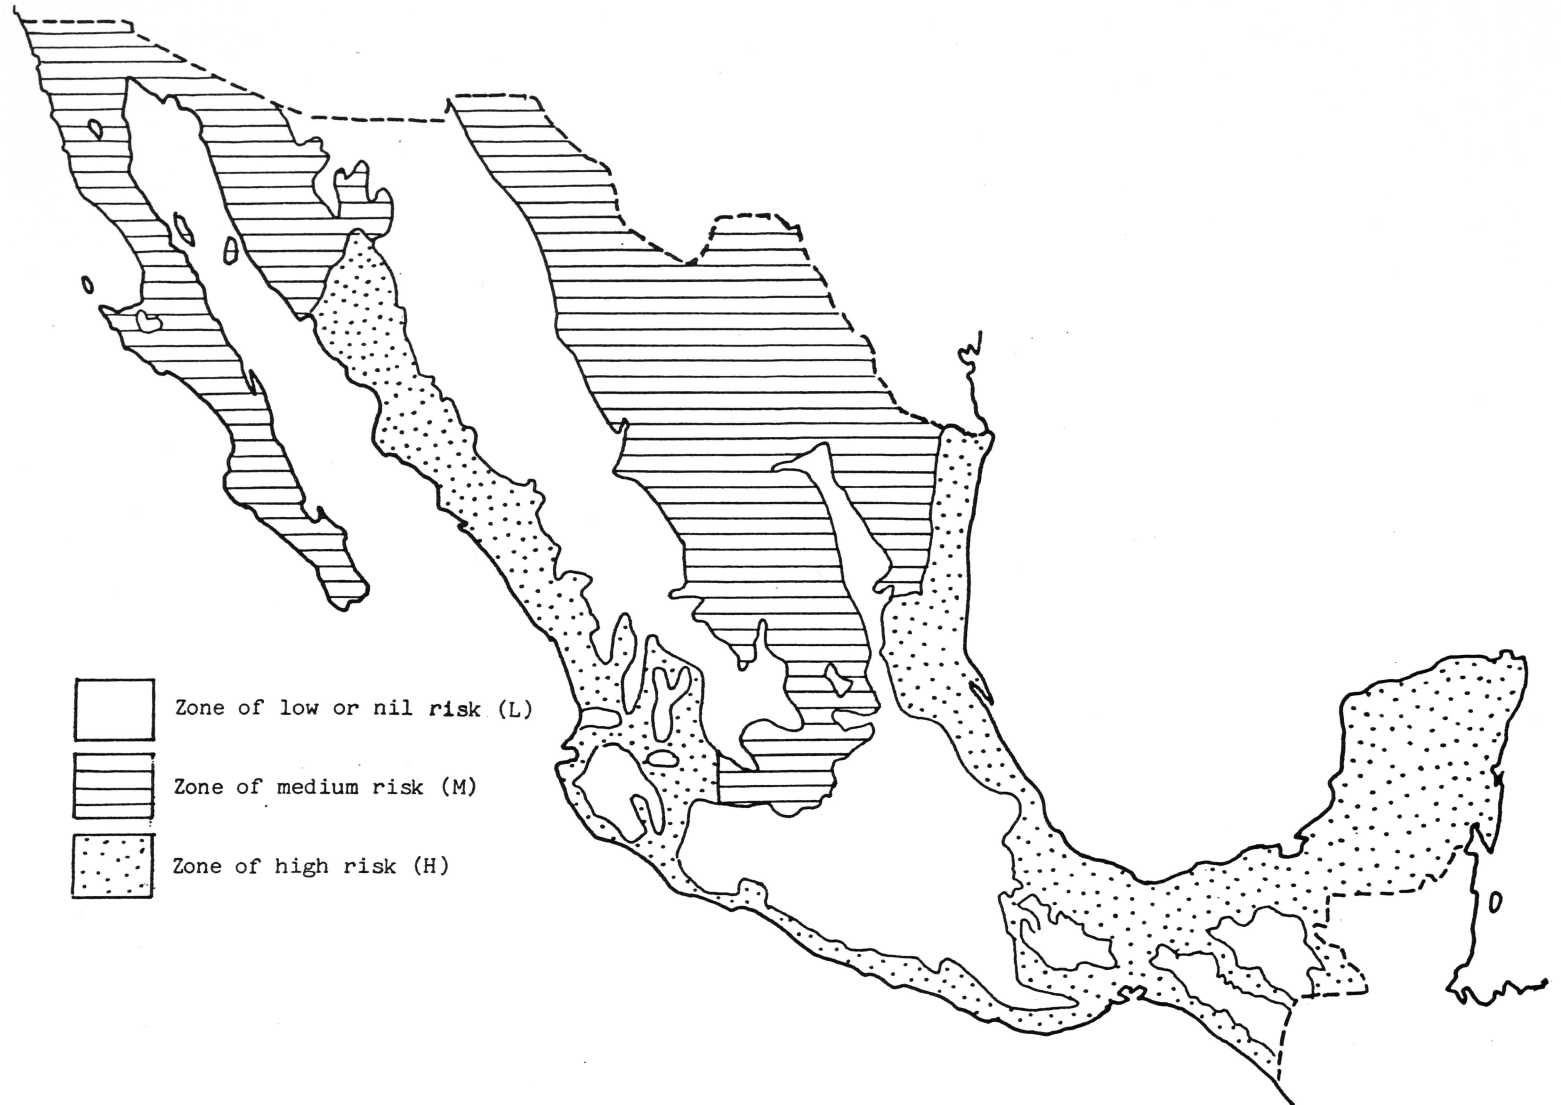 Zone of low or nil risk (L)
Zone of medium risk (M)
Zone of high risk (H)